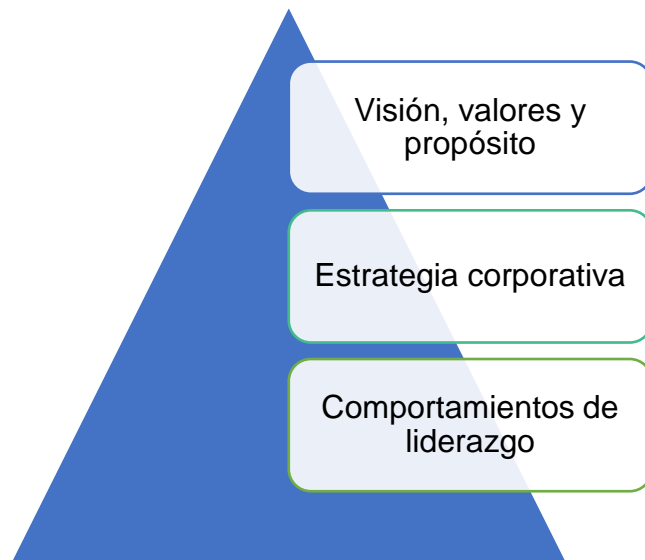 Visión, valores y
propósito
Estrategia corporativa
Comportamientos de
liderazgo